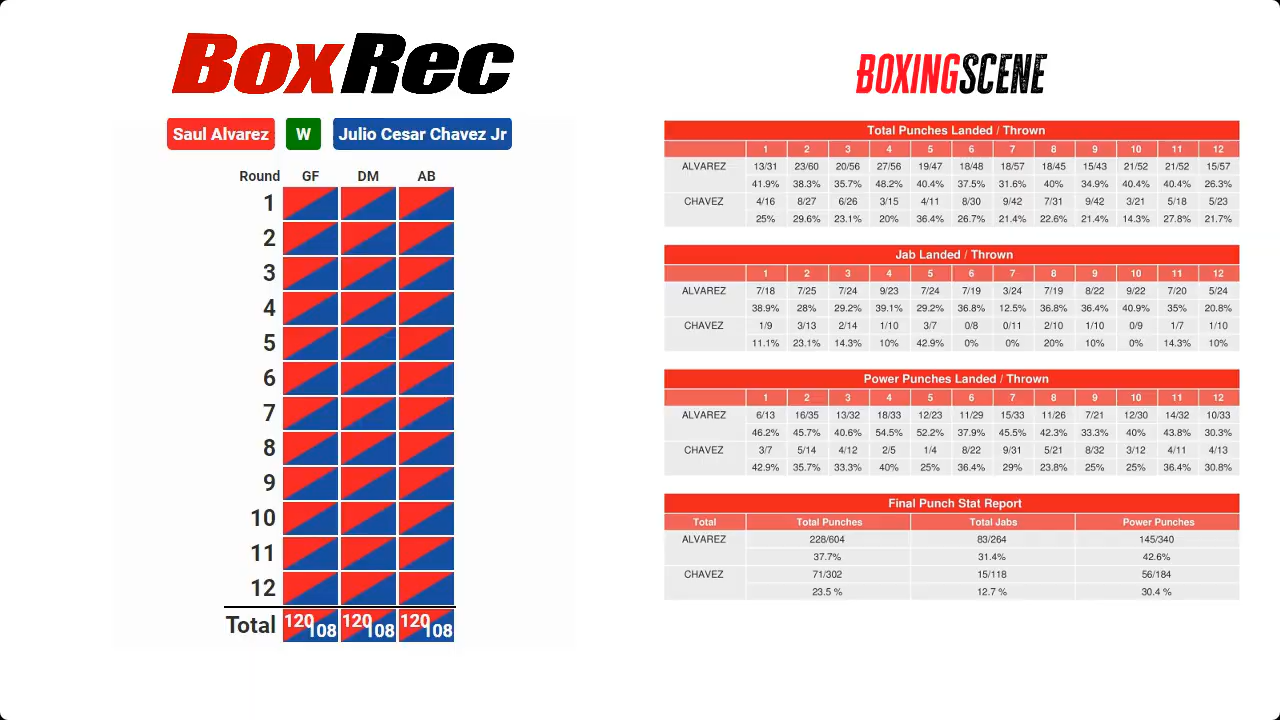 BoxRec
Saul Alvarez W Julio Cesar Chavez Jr
Round GF DM AB
1
2
3
4
5
6
7
8
9
10
11
12
Total 120 108 120 108 120 108
BOXINGSCENE
Total Punches Landed / Thrown
1 2 3 4 5 6 7 8 9 10 11 12
ALVAREZ 13/31 23/60 20/56 27/56 19/47 18/48 18/57 18/45 15/43 21/52 21/52 15/57
41.9% 38.3% 35.7% 48.2% 40.4% 37.5% 31.6% 40% 34.9% 40.4% 40.4% 26.3%
CHAVEZ 4/16 8/27 6/26 3/15 4/11 8/30 9/42 7/31 9/42 3/21 5/18 5/23
25% 29.6% 23.1% 20% 36.4% 26.7% 21.4% 22.6% 21.4% 14.3% 27.8% 21.7%
Jab Landed / Thrown
1 2 3 4 5 6 7 8 9 10 11 12
ALVAREZ 7/18 7/25 7/24 9/23 7/24 7/19 3/24 7/19 8/22 9/22 7/20 5/24
38.9% 28% 29.2% 39.1% 29.2% 36.8% 12.5% 36.8% 36.4% 40.9% 35% 20.8%
CHAVEZ 1/9 3/13 2/14 1/10 3/7 0/8 0/11 2/10 1/10 0/9 1/7 1/10
11.1% 23.1% 14.3% 10% 42.9% 0% 0% 20% 10% 0% 14.3% 10%
Power Punches Landed / Thrown
1 2 3 4 5 6 7 8 9 10 11 12
ALVAREZ 6/13 16/35 13/32 18/33 12/23 11/29 15/33 11/26 7/21 12/30 14/32 10/33
46.2% 45.7% 40.6% 54.5% 52.2% 37.9% 45.5% 42.3% 33.3% 40% 43.8% 30.3%
CHAVEZ 3/7 5/14 4/12 2/5 1/4 8/22 9/31 5/21 8/32 3/12 4/11 4/13
42.9% 35.7% 33.3% 40% 25% 36.4% 29% 23.8% 25% 25% 36.4% 30.8%
Final Punch Stat Report
Total Total Punches Total Jabs Power Punches
ALVAREZ 228/604 83/264 145/340
37.7% 31.4% 42.6%
CHAVEZ 71/302 15/118 56/184
23.5 % 12.7 % 30.4 %